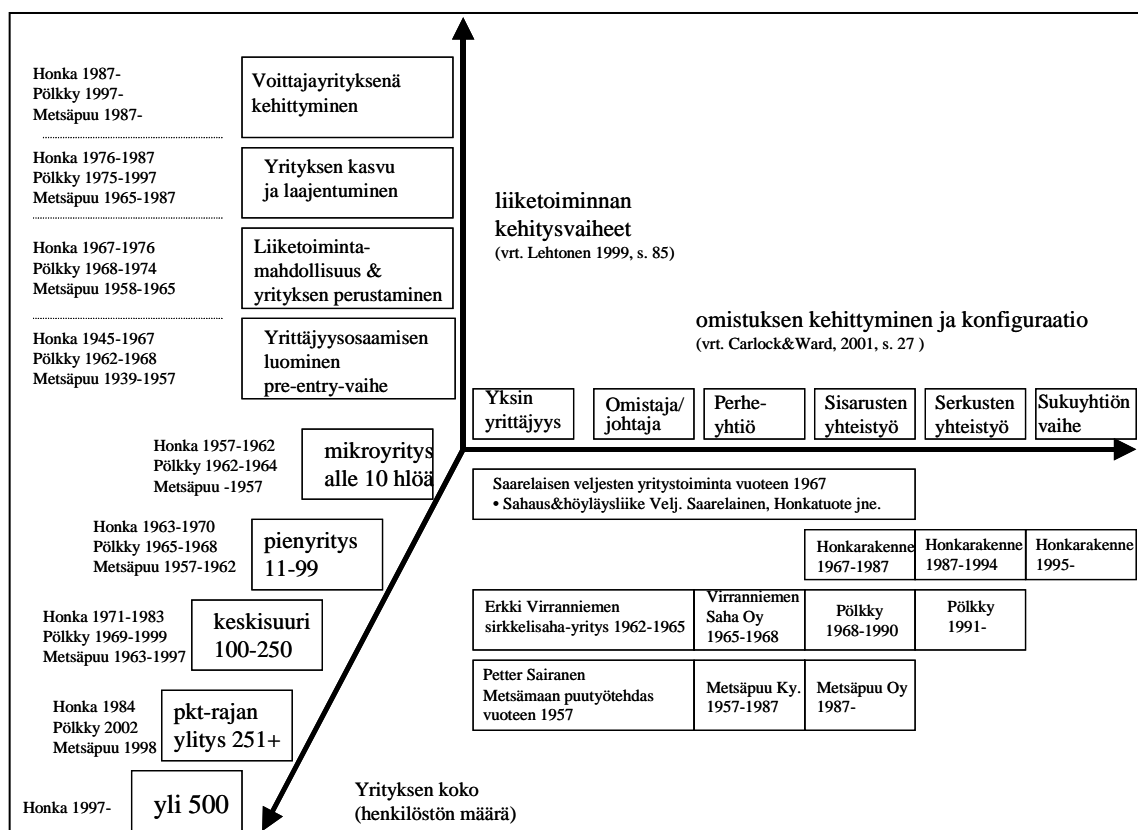 Honka 1987-
Pölkky 1997-
Metsäpuu 1987-
Voittajayrityksenä
kehittyminen
Honka 1976-1987
Pölkky 1975-1997
Metsäpuu 1965-1987
Yrityksen kasvu
ja laajentuminen
Honka 1967-1976
Pölkky 1968-1974
Metsäpuu 1958-1965
Liiketoiminta-
mahdollisuus &
yrityksen perustaminen
Honka 1945-1967
Pölkky 1962-1968
Metsäpuu 1939-1957
Yrittäjyysosaamisen
luominen
pre-entry-vaihe
liiketoiminnan
kehitysvaiheet
(vrt. Lehtonen 1999, s. 85)
omistuksen kehittyminen ja konfiguraatio
(vrt. Carlock&Ward, 2001, s. 27 )
Yksin
yrittäjyys
Omistaja/
johtaja
Perhe-
yhtiö
Sisarusten
yhteistyö
Serkusten
yhteistyö
Sukuyhtiön
vaihe
Honka 1957-1962
Pölkky 1962-1964
Metsäpuu -1957
mikroyritys
alle 10 hlöä
Honka 1963-1970
Pölkky 1965-1968
Metsäpuu 1957-1962
pienyritys
11-99
Honka 1971-1983
Pölkky 1969-1999
Metsäpuu 1963-1997
keskisuuri
100-250
Honka 1984
Pölkky 2002
Metsäpuu 1998
pkt-rajan
ylitys 251+
Honka 1997-
yli 500
Yrityksen koko
(henkilöstön määrä)
Saarelaisen veljesten yritystoiminta vuoteen 1967
• Sahaus&höyläysliike Velj. Saarelainen, Honkatuote jne.
Honkarakenne
1967-1987
Honkarakenne
1987-1994
Honkarakenne
1995-
Erkki Virranniemen
sirkkelisaha-yritys 1962-1965
Virranniemen
Saha Oy
1965-1968
Pölkky
1968-1990
Pölkky
1991-
Petter Sairanen
Metsämaan puutyötehdas
vuoteen 1957
Metsäpuu Ky.
1957-1987
Metsäpuu Oy
1987-